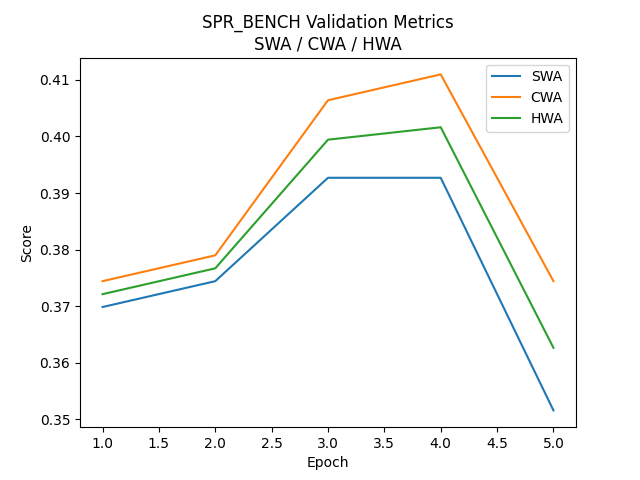 SPR_BENCH Validation Metrics
SWA / CWA / HWA
SWA
CWA
HWA
Score
0.41
0.40
0.39
0.38
0.37
0.36
0.35
1.0 1.5 2.0 2.5 3.0 3.5 4.0 4.5 5.0
Epoch